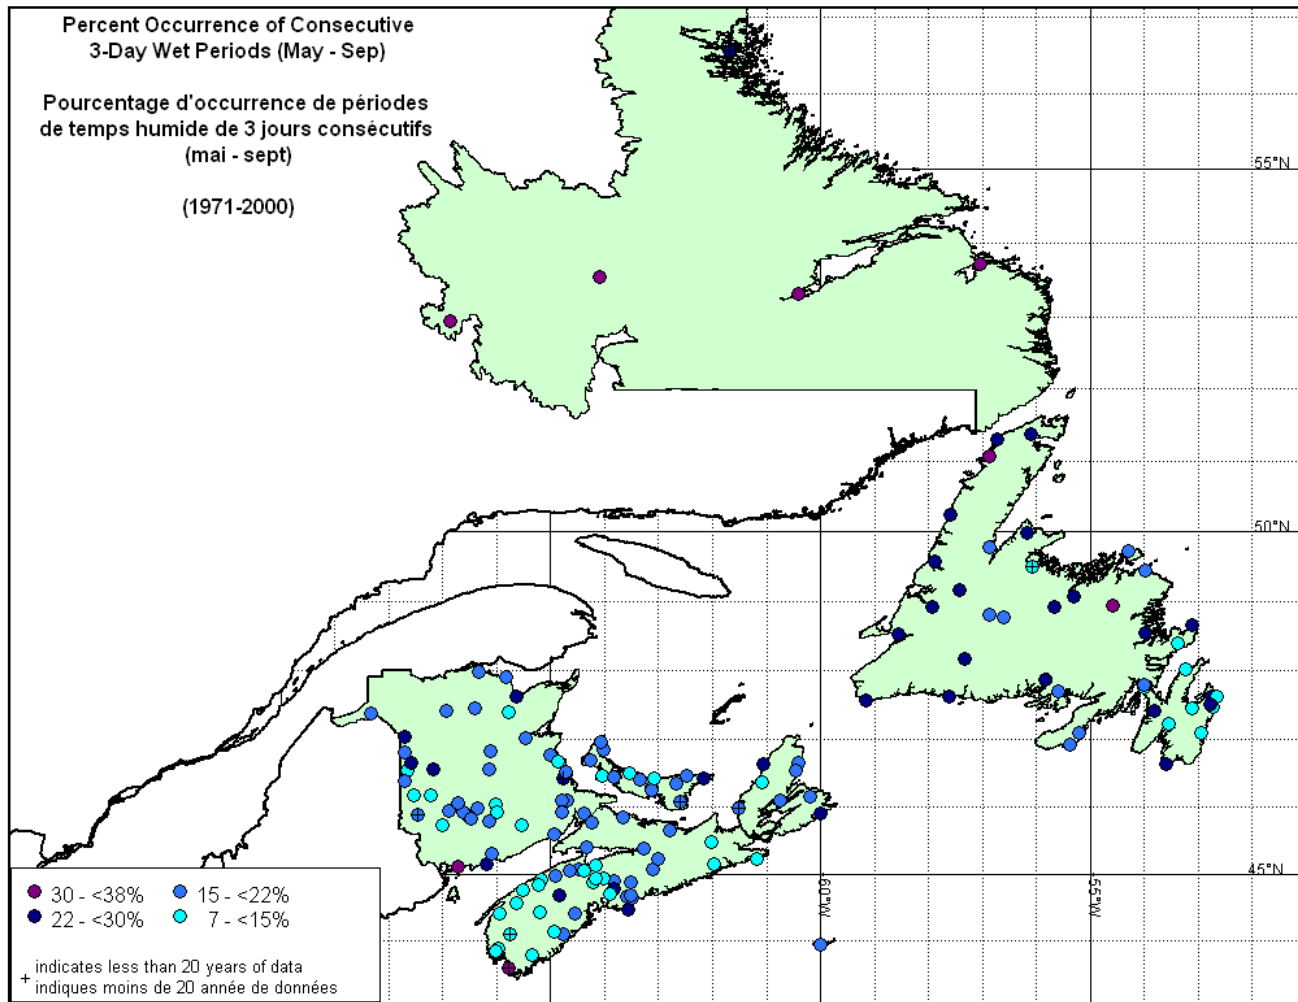 Percent Occurrence of Consecutive
3-Day Wet Periods (May - Sep)
Pourcentage d'occurrence de périodes
de temps humide de 3 jours consécutifs
(mai - sept)
(1971-2000)
55°N
50°N
45°N
60°W
55°W
30 - <38%
15 - <22%
22 - <30%
7 - <15%
+ indicates less than 20 years of data
indiques moins de 20 année de données